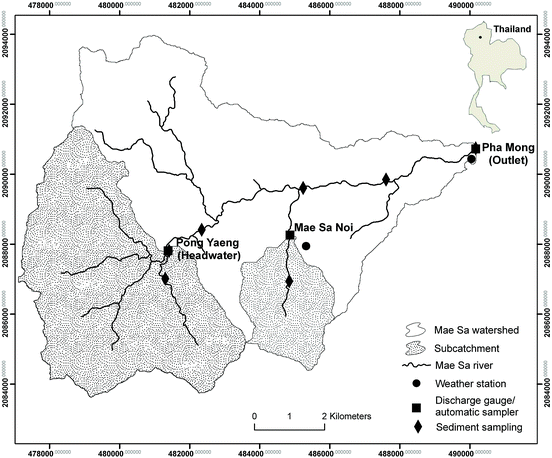 478000 480000 482000 484000 486000 488000 490000
2094000
2092000
2090000
2088000
2086000
2084000
Thailand
Pha Mong
(Outlet)
Mae Sa Noi
Pong Yaeng
(Headwater)
Mae Sa watershed
Subcatchment
Mae Sa river
Weather station
Discharge gauge/
automatic sampler
Sediment sampling
0 1 2 Kilometers
2094000
2092000
2090000
2088000
2086000
2084000
478000 480000 482000 484000 486000 488000 490000